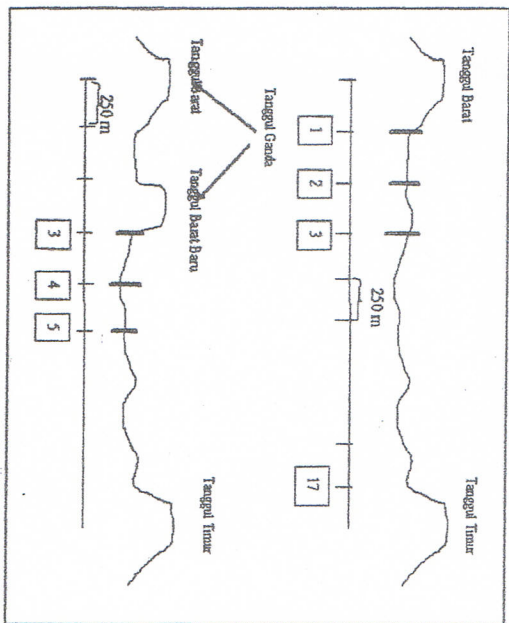 Tanggul Barat
Tanggul Timur
250 m
1
2
3
17
Tanggul Ganda
Tanggul Barat
Tanggul Barat Baru
Tanggul Timur
250 m
3
4
5